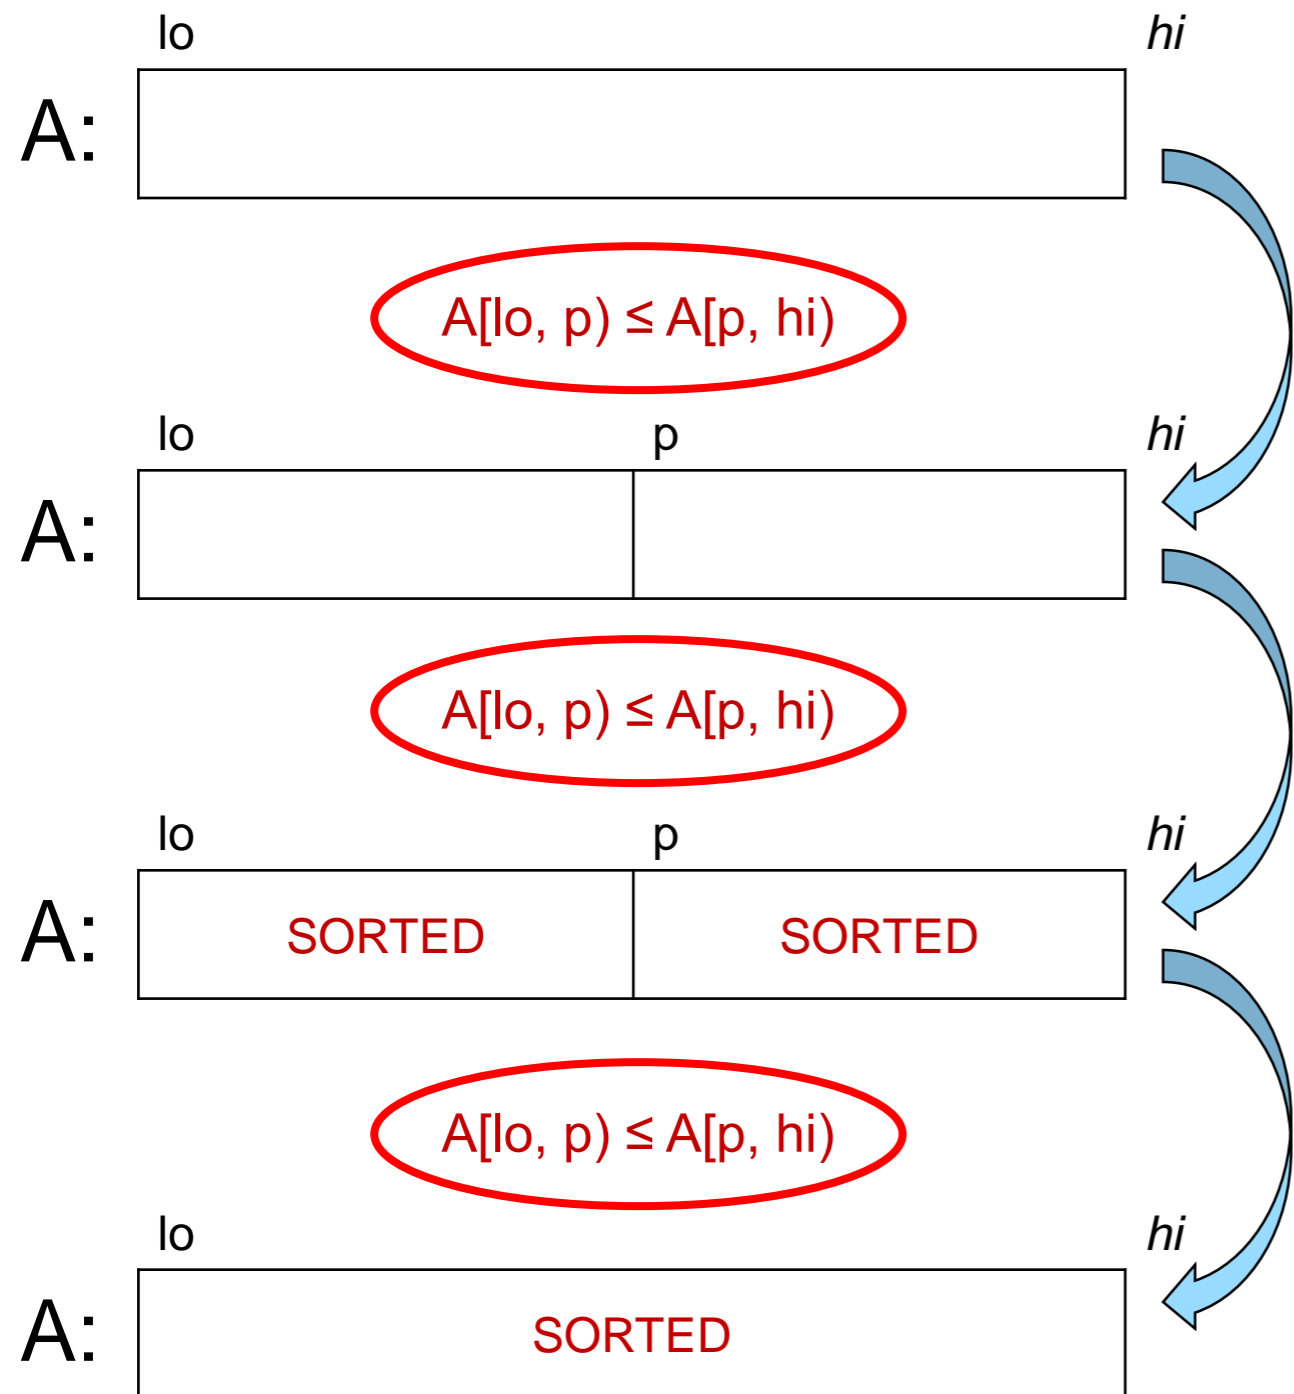 lo hi
A:
A[lo, p) ≤ A[p, hi)
lo p hi
A:
A[lo, p) ≤ A[p, hi)
lo p hi
A: SORTED SORTED
A[lo, p) ≤ A[p, hi)
lo hi
A: SORTED